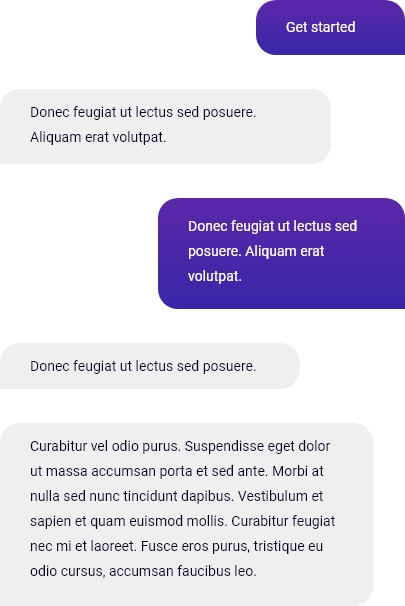 Get started
Donec feugiat ut lectus sed posuere.
Aliquam erat volutpat.
Donec feugiat ut lectus sed
posuere. Aliquam erat
volutpat.
Donec feugiat ut lectus sed posuere.
Curabitur vel odio purus. Suspendisse eget dolor
ut massa accumsan porta et sed ante. Morbi at
nulla sed nunc tincidunt dapibus. Vestibulum et
sapien et quam euismod mollis. Curabitur feugiat
nec mi et laoreet. Fusce eros purus, tristique eu
odio cursus, accumsan faucibus leo.